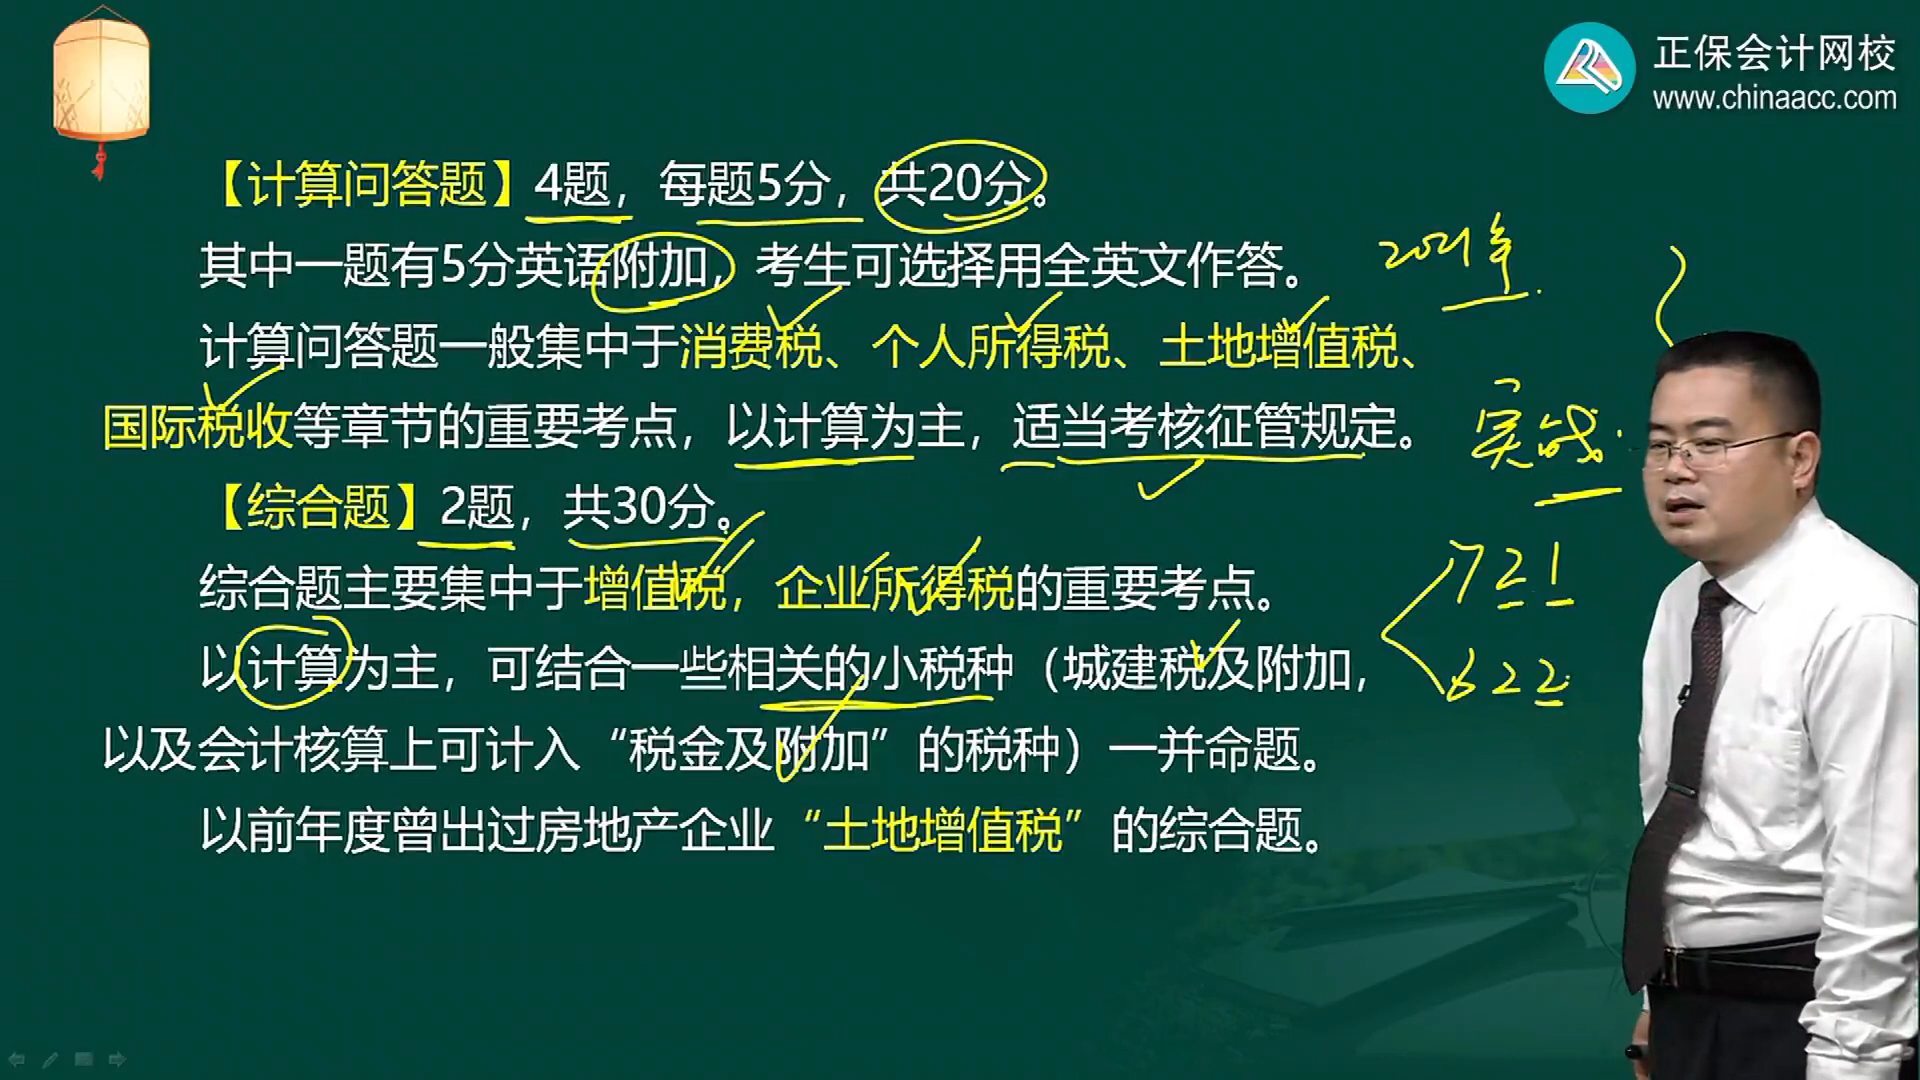 正保会计网校
www.chinaacc.com
【计算问答题】4题，每题5分，共20分。
其中一题有5分英语附加，考生可选择用全英文作答。
2021年
计算问答题一般集中于消费税、个人所得税、土地增值税、
国际税收等章节的重要考点，以计算为主，适当考核征管规定。
实战
【综合题】2题，共30分。
综合题主要集中于增值税，企业所得税的重要考点。
721
以计算为主，可结合一些相关的小税种（城建税及附加，
622
以及会计核算上可计入“税金及附加”的税种）一并命题。
以前年度曾出过房地产企业“土地增值税”的综合题。